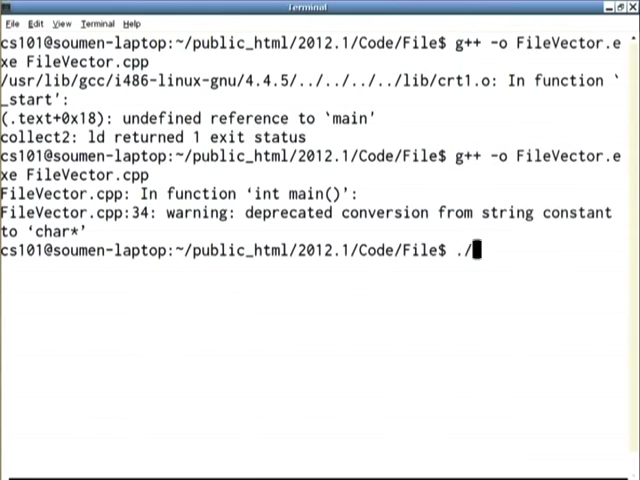 Terminal
File Edit View Terminal Help
cs101@soumen-laptop:~/public_html/2012.1/Code/File$ g++ -o FileVector.e
xe FileVector.cpp
/usr/lib/gcc/i486-linux-gnu/4.4.5/../../../../lib/crt1.o: In function `
_start':
(.text+0x18): undefined reference to `main'
collect2: ld returned 1 exit status
cs101@soumen-laptop:~/public_html/2012.1/Code/File$ g++ -o FileVector.e
xe FileVector.cpp
FileVector.cpp: In function ‘int main()’:
FileVector.cpp:34: warning: deprecated conversion from string constant
to ‘char*’
cs101@soumen-laptop:~/public_html/2012.1/Code/File$ ./